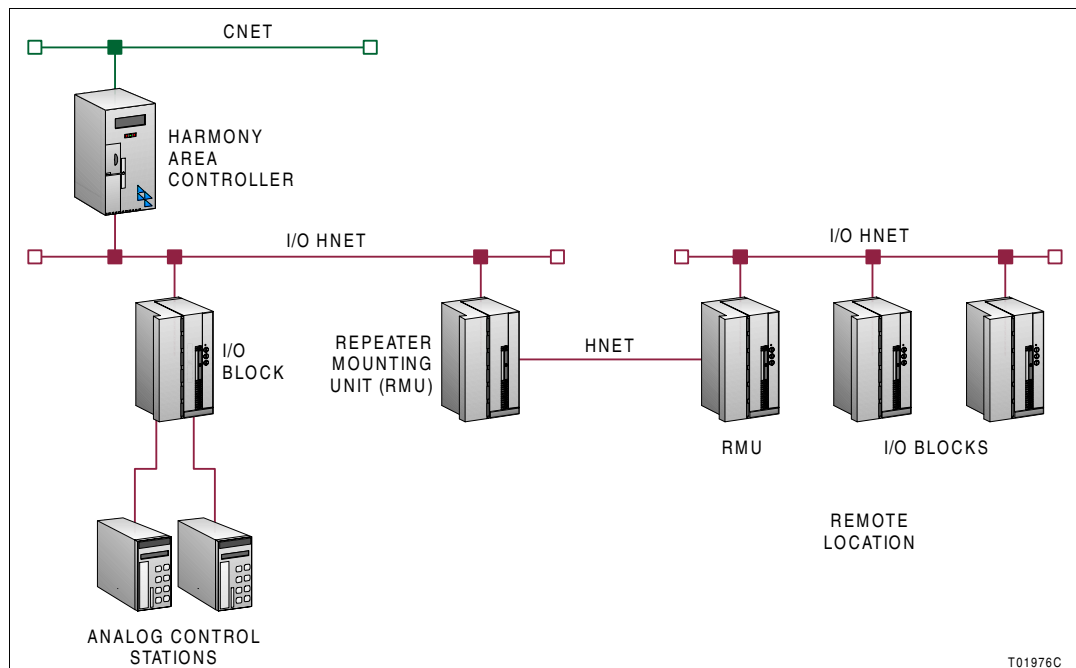 CNET
HARMONY
AREA
CONTROLLER
I/O HNET
I/O HNET
I/O
BLOCK
REPEATER
MOUNTING
UNIT (RMU)
HNET
RMU
I/O BLOCKS
REMOTE
LOCATION
ANALOG CONTROL
STATIONS
T01976C